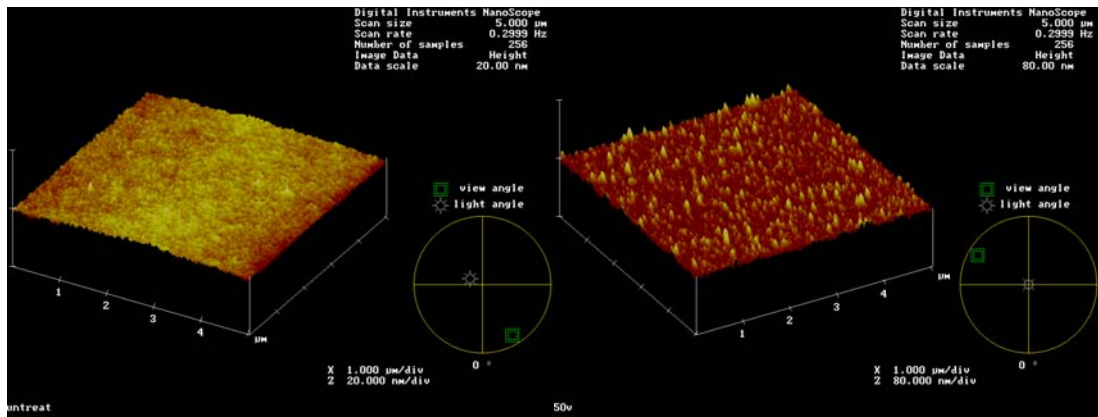 Digital Instruments NanoScope
Scan size 5.000 µm
Scan rate 0.2999 Hz
Number of samples 256
Image Data Height
Data scale 20.00 nm
view angle
light angle
1
2
3
4
µm
0 °
X 1.000 µm/div
Z 20.000 nm/div
untreat
Digital Instruments NanoScope
Scan size 5.000 µm
Scan rate 0.2999 Hz
Number of samples 256
Image Data Height
Data scale 80.00 nm
view angle
light angle
1
2
3
4
µm
0 °
X 1.000 µm/div
Z 80.000 nm/div
50v